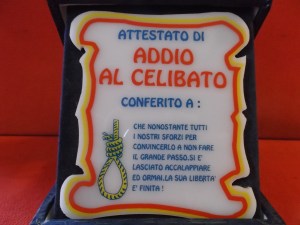 ATTESTATO DI
ADDIO
AL CELIBATO
CONFERITO A :
CHE NONOSTANTE TUTTI
I NOSTRI SFORZI PER
CONVINCERLO A NON FARE
IL GRANDE PASSO.SI E'
LASCIATO ACCALAPPIARE
ED ORMAI.LA SUA LIBERTA'
E' FINITA !